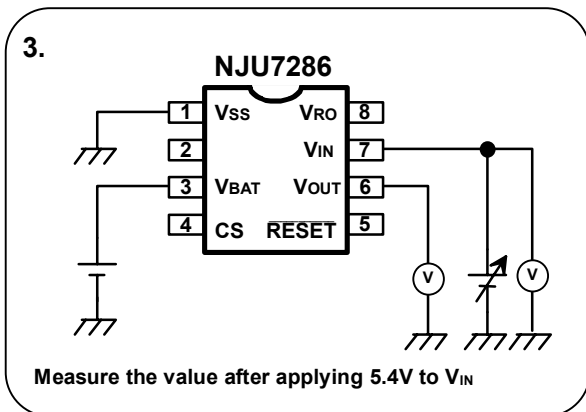 3.
NJU7286
1 VSS VRO 8
2 VIN 7
3 VBAT VOUT 6
4 CS RESET 5
V V
Measure the value after applying 5.4V to VIN